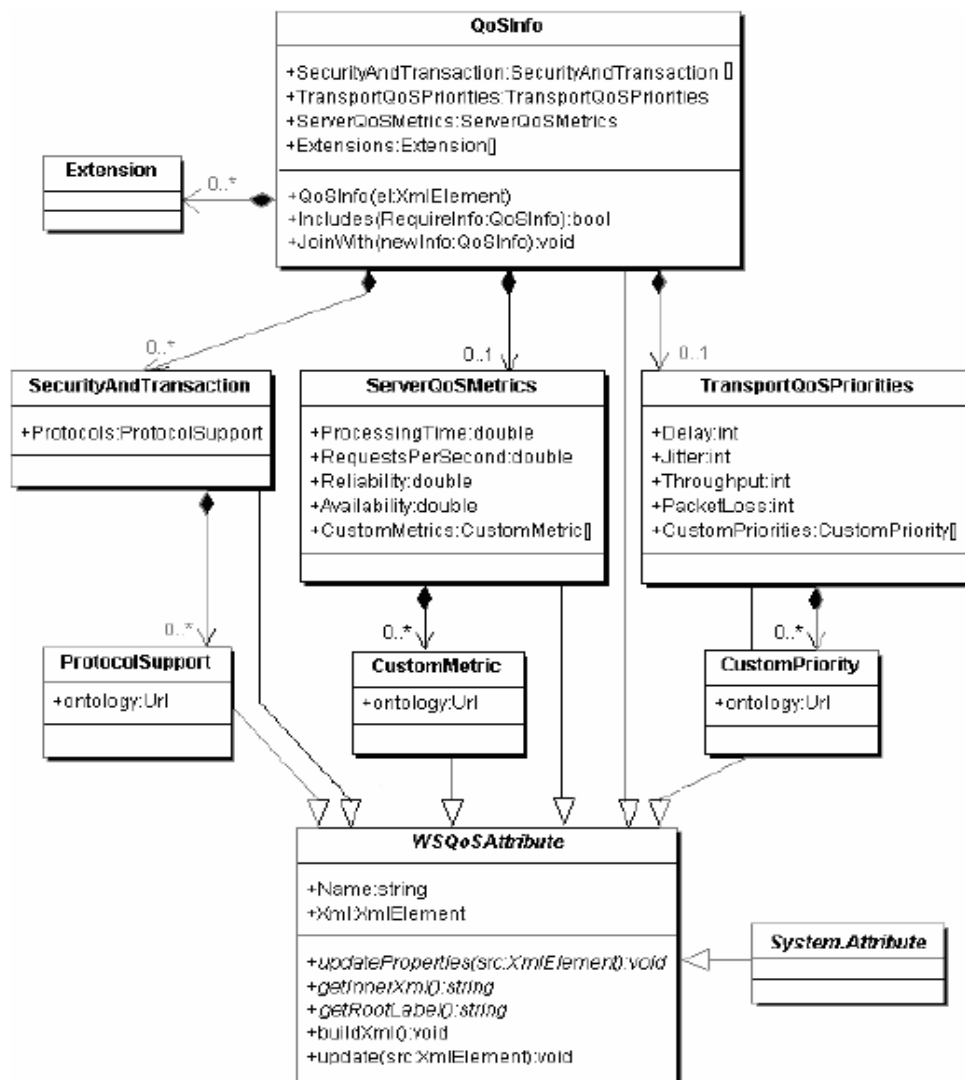 QoSInfo
+SecurityAndTransaction:SecurityAndTransaction []
+TransportQoSPriorities:TransportQoSPriorities
+ServerQoSMetrics:ServerQoSMetrics
+Extensions:Extension[]
+QoSInfo(el:XmlElement)
+Includes(RequireInfo:QoSInfo):bool
+JoinWith(newInfo:QoSInfo):void
Extension
0..*
0..*
0..1
0..1
SecurityAndTransaction
+Protocols:ProtocolSupport
ServerQoSMetrics
+ProcessingTime:double
+RequestsPerSecond:double
+Reliability:double
+Availability:double
+CustomMetrics:CustomMetric[]
TransportQoSPriorities
+Delay:int
+Jitter:int
+Throughput:int
+PacketLoss:int
+CustomPriorities:CustomPriority[]
0..*
0..*
0..*
ProtocolSupport
+ontology:Url
CustomMetric
+ontology:Url
CustomPriority
+ontology:Url
WSQoSAttribute
+Name:string
+Xml:XmlElement
+updateProperties(src:XmlElement):void
+getInnerXml():string
+getRootLabel():string
+buildXml():void
+update(src:XmlElement):void
System.Attribute